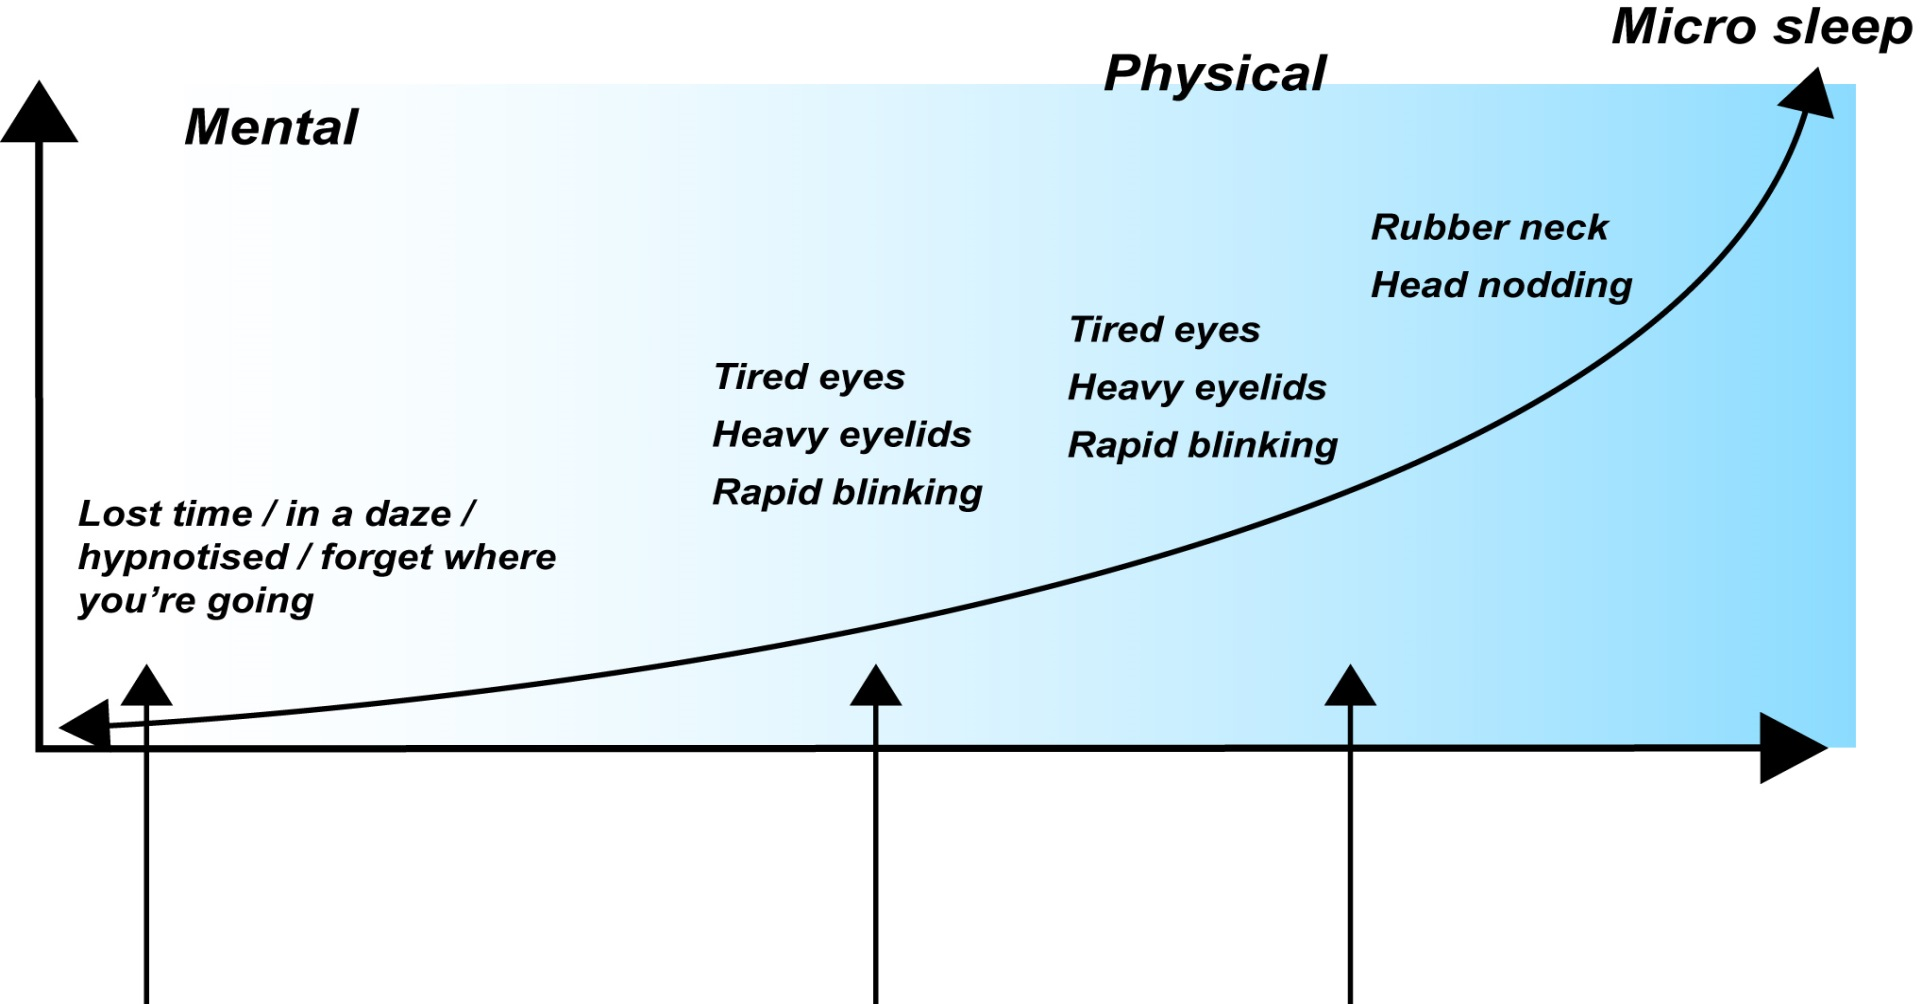 Micro sleep
Physical
Mental
Rubber neck
Head nodding
Tired eyes
Heavy eyelids
Rapid blinking
Tired eyes
Heavy eyelids
Rapid blinking
Lost time / in a daze /
hypnotised / forget where
you’re going